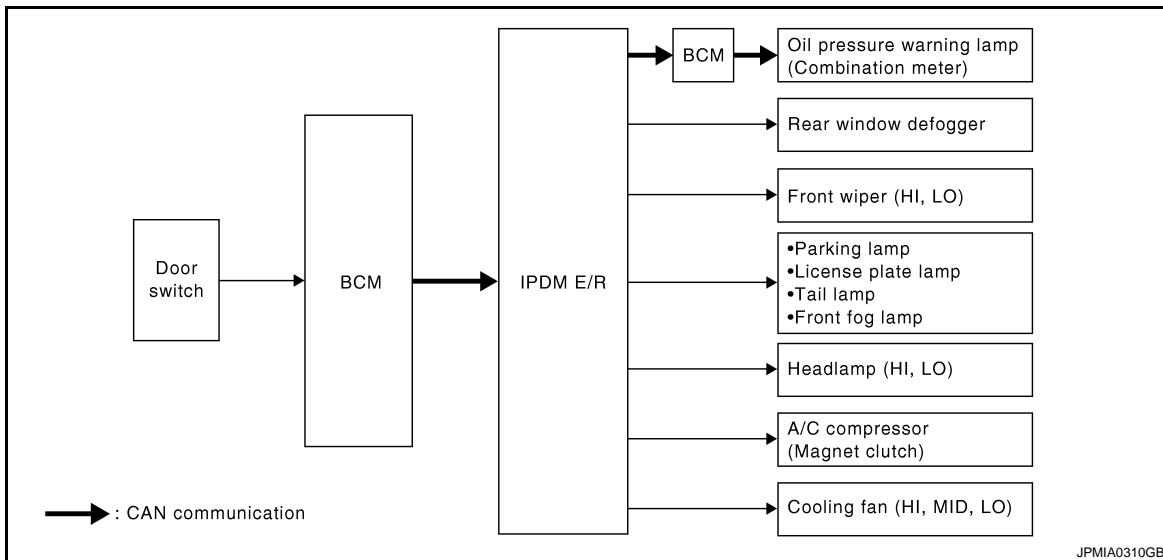 Door
switch
BCM
IPDM E/R
BCM
Oil pressure warning lamp
(Combination meter)
Rear window defogger
Front wiper (HI, LO)
•Parking lamp
•License plate lamp
•Tail lamp
•Front fog lamp
Headlamp (HI, LO)
A/C compressor
(Magnet clutch)
Cooling fan (HI, MID, LO)
: CAN communication
JPMIA0310GB